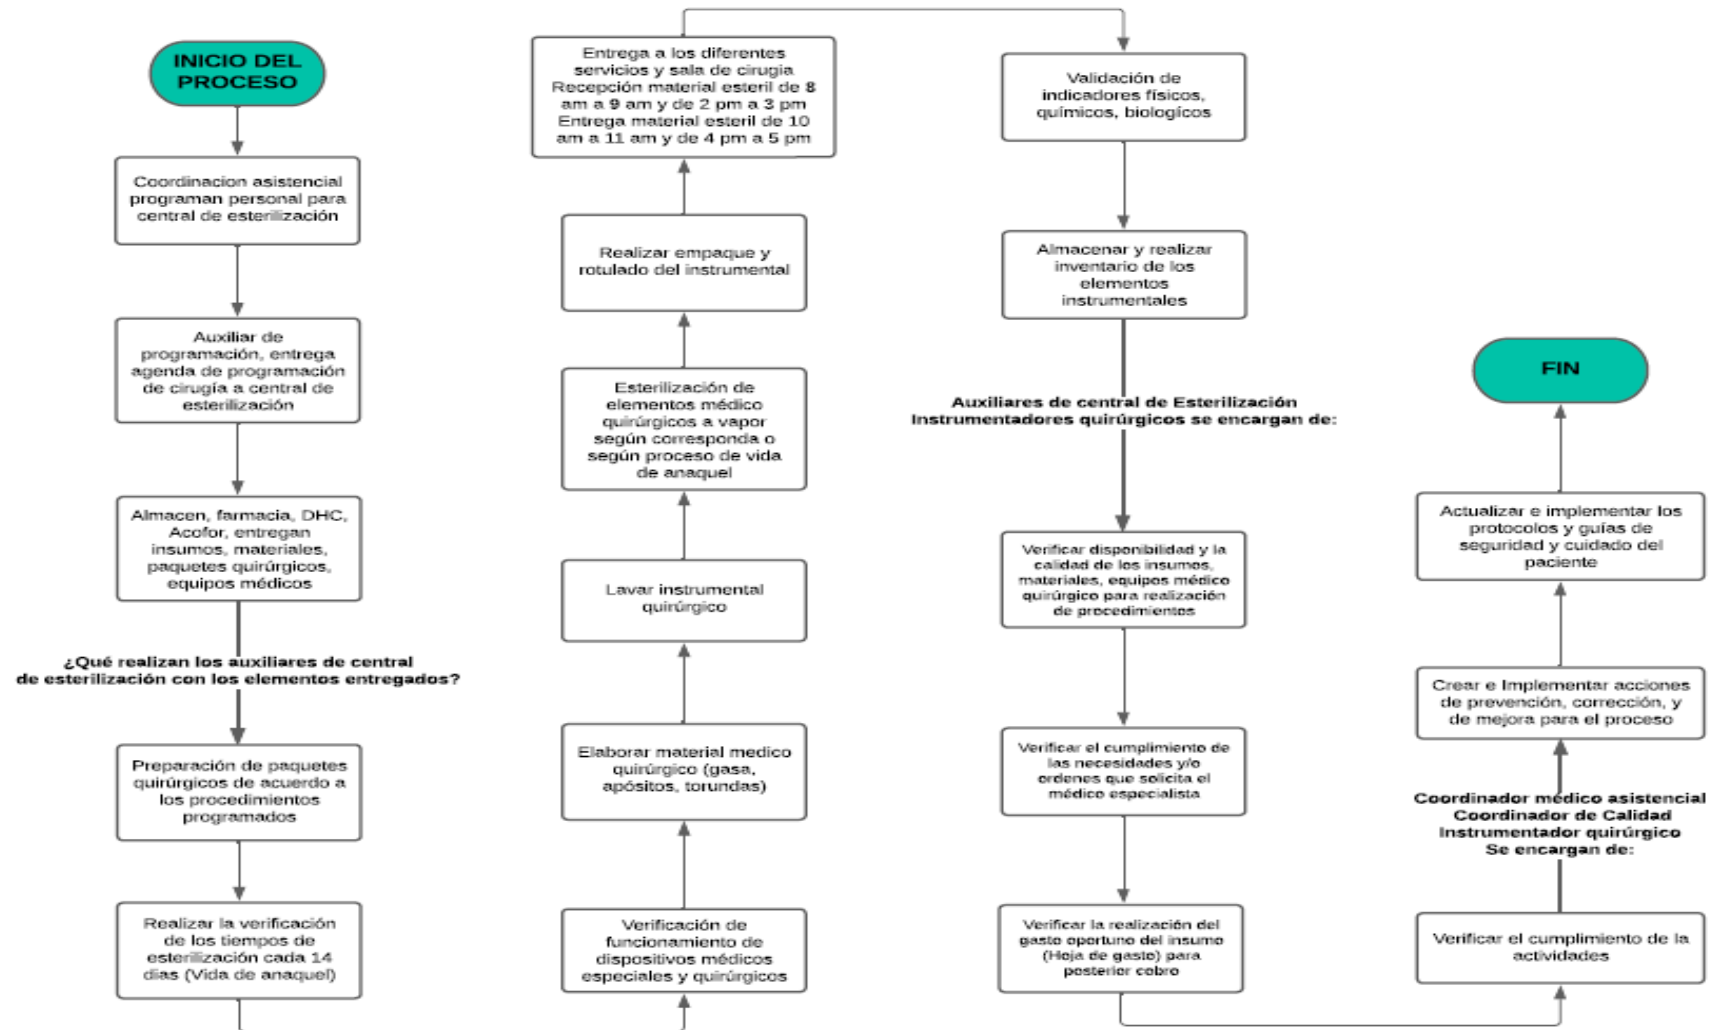 INICIO DEL
PROCESO
Coordinacion asistencial
programan personal para
central de esterilización
Auxiliar de
programación, entrega
agenda de programación
de cirugía a central de
esterilización
Almacen, farmacia, DHC,
Acofor, entregan
insumos, materiales,
paquetes quirúrgicos,
equipos médicos
¿Qué realizan los auxiliares de central
de esterilización con los elementos entregados?
Preparación de paquetes
quirúrgicos de acuerdo a
los procedimientos
programados
Realizar la verificación
de los tiempos de
esterilización cada 14
dias (Vida de anaquel)
Verificación de
funcionamiento de
dispositivos médicos
especiales y quirúrgicos
Elaborar material medico
quirúrgico (gasa,
apósitos, torundas)
Lavar instrumental
quirúrgico
Esterilización de
elementos médico
quirúrgicos a vapor
según corresponda o
según proceso de vida
de anaquel
Realizar empaque y
rotulado del instrumental
Entrega a los diferentes
servicios y sala de cirugia
Recepción material esteril de 8
am a 9 am y de 2 pm a 3 pm
Entrega material esteril de 10
am a 11 am y de 4 pm a 5 pm
Validación de
indicadores físicos,
químicos, biologícos
Almacenar y realizar
inventario de los
elementos
instrumentales
Auxiliares de central de Esterilización
Instrumentadores quirúrgicos se encargan de:
Verificar disponibilidad y la
calidad de los insumos,
materiales, equipos médico
quirúrgico para realización
de procedimientos
Verificar el cumplimiento de
las necesidades y/o
ordenes que solicita el
médico especialista
Verificar la realización del
gasto oportuno del insumo
(Hoja de gasto) para
posterior cobro
Verificar el cumplimiento de la
actividades
Coordinador médico asistencial
Coordinador de Calidad
Instrumentador quirúrgico
Se encargan de:
Crear e Implementar acciones
de prevención, corrección, y
de mejora para el proceso
Actualizar e implementar los
protocolos y guías de
seguridad y cuidado del
paciente
FIN